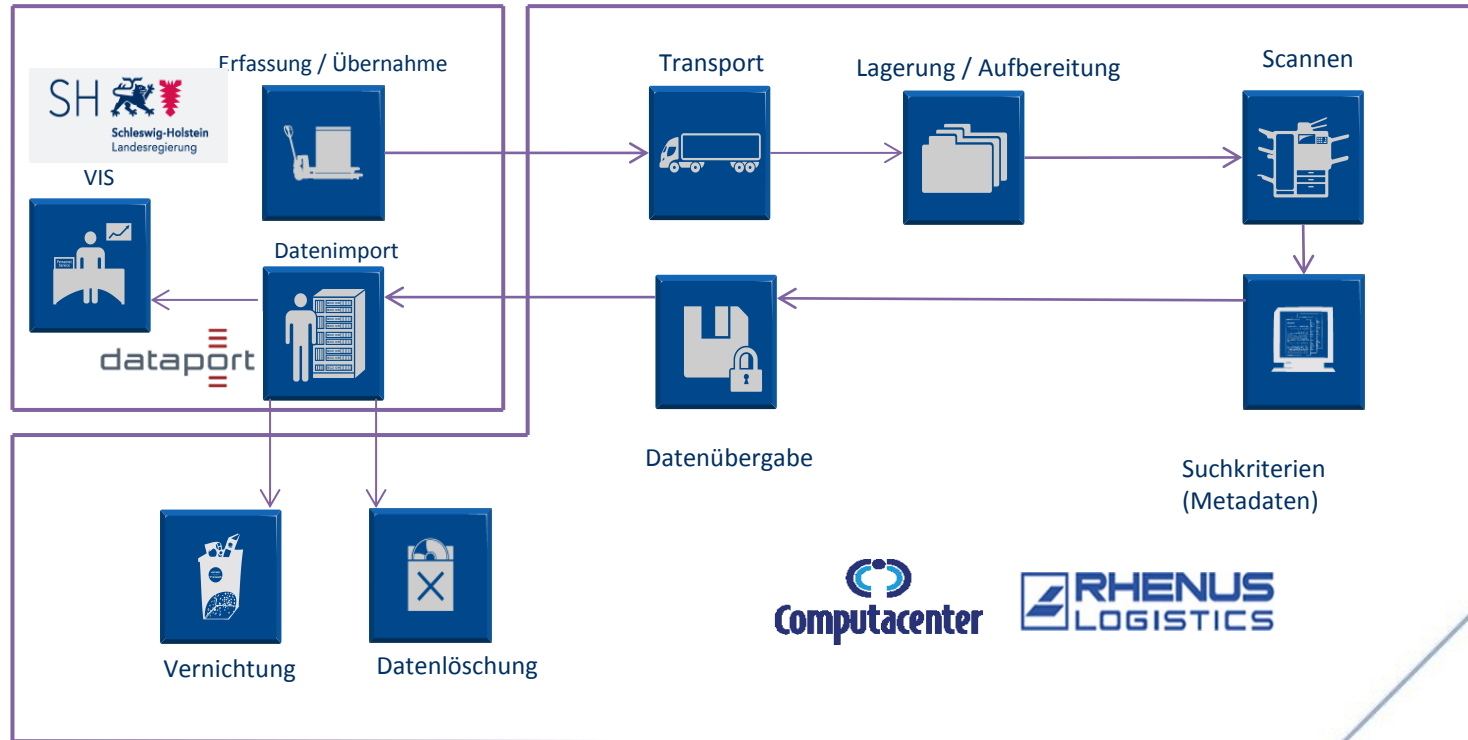 Erfassung / Übernahme
SH
Schleswig-Holstein
Landesregierung
VIS
Datenimport
dataport
Transport
Lagerung / Aufbereitung
Scannen
Datenübergabe
Suchkriterien
(Metadaten)
Vernichtung
Datenlöschung
Computacenter
RHENUS
LOGISTICS